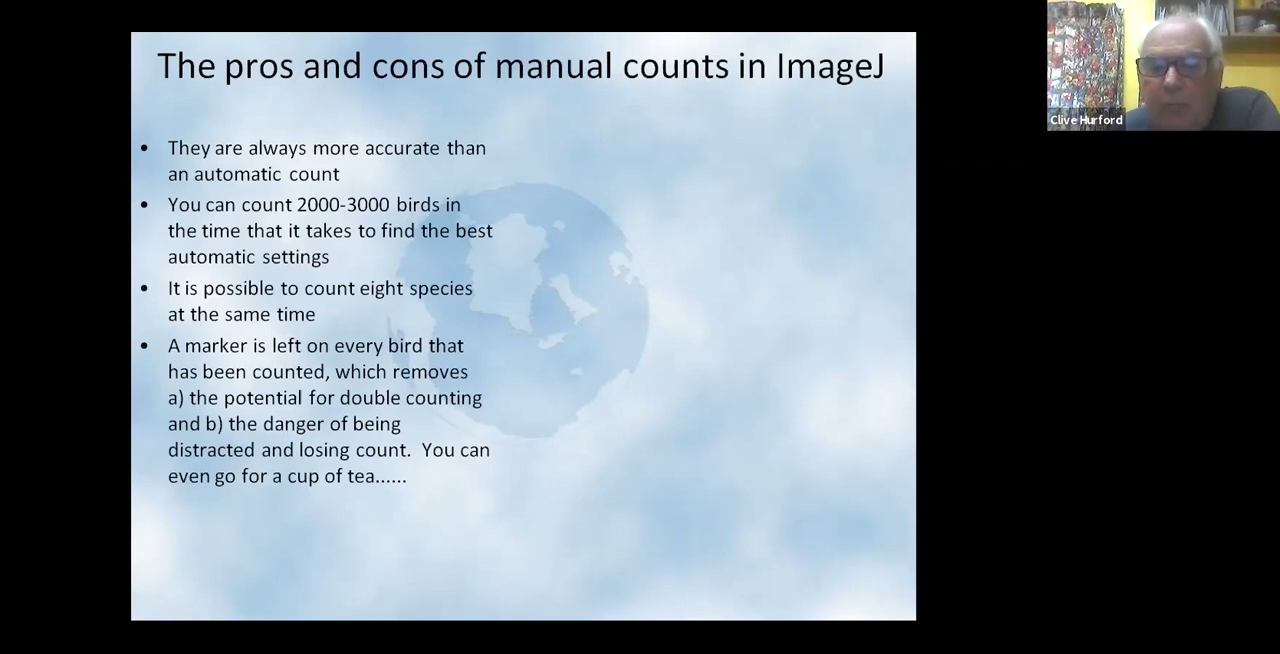 The pros and cons of manual counts in ImageJ
• They are always more accurate than
an automatic count
• You can count 2000-3000 birds in
the time that it takes to find the best
automatic settings
• It is possible to count eight species
at the same time
• A marker is left on every bird that
has been counted, which removes
a) the potential for double counting
and b) the danger of being
distracted and losing count.  You can
even go for a cup of tea......
Clive Hurford